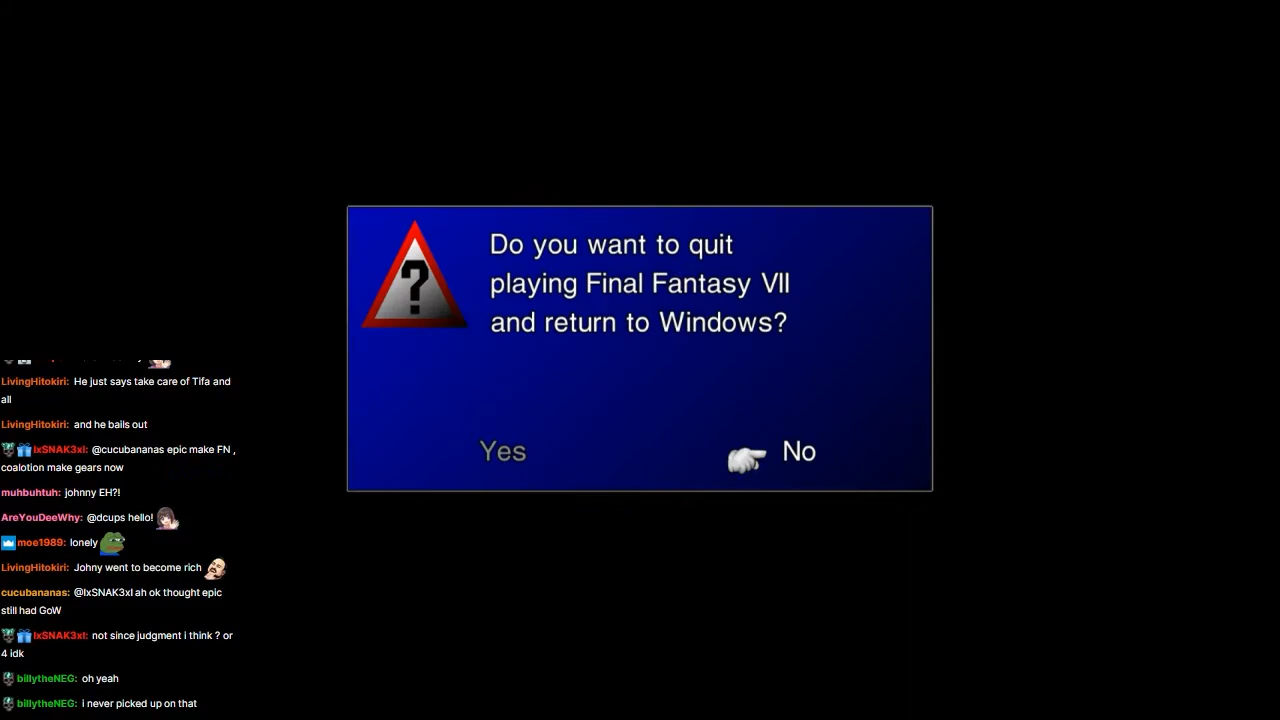 Do you want to quit
playing Final Fantasy VII
and return to Windows?
Yes
No
LivingHitokiri: He just says take care of Tifa and
all
LivingHitokiri: and he bails out
IxSNAK3xI: @cucubananas epic make FN ,
coalotion make gears now
muhbuhtuh: johnny EH?!
AreYouDeeWhy: @dcups hello!
moe1989: lonely
LivingHitokiri: Johny went to become rich
cucubananas: @IxSNAK3xI ah ok thought epic
still had GoW
IxSNAK3xI: not since judgment i think ? or
4 idk
billytheNEG: oh yeah
billytheNEG: i never picked up on that